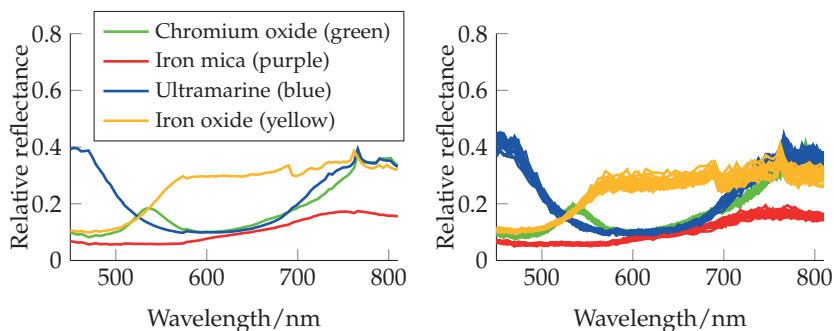 Chromium oxide (green)
Iron mica (purple)
Ultramarine (blue)
Iron oxide (yellow)
Relative reflectance
0.8
0.6
0.4
0.2
0
500
600
700
800
Wavelength/nm
Relative reflectance
0.8
0.6
0.4
0.2
0
500
600
700
800
Wavelength/nm